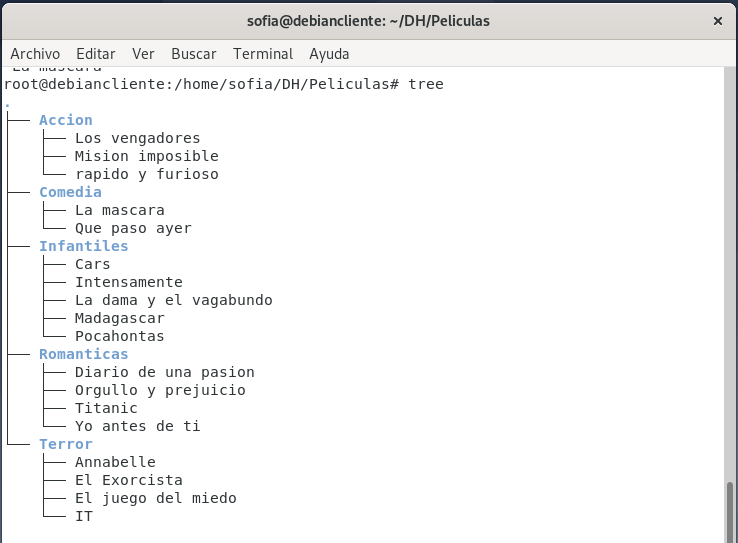 sofia@debiancliente: ~/DH/Peliculas ×
Archivo Editar Ver Buscar Terminal Ayuda
La mascara
root@debiancliente:/home/sofia/DH/Peliculas# tree
.
├── Accion
│   ├── Los vengadores
│   ├── Mision imposible
│   └── rapido y furioso
├── Comedia
│   ├── La mascara
│   └── Que paso ayer
├── Infantiles
│   ├── Cars
│   ├── Intensamente
│   ├── La dama y el vagabundo
│   ├── Madagascar
│   └── Pocahontas
├── Romanticas
│   ├── Diario de una pasion
│   ├── Orgullo y prejuicio
│   ├── Titanic
│   └── Yo antes de ti
└── Terror
    ├── Annabelle
    ├── El Exorcista
    ├── El juego del miedo
    └── IT